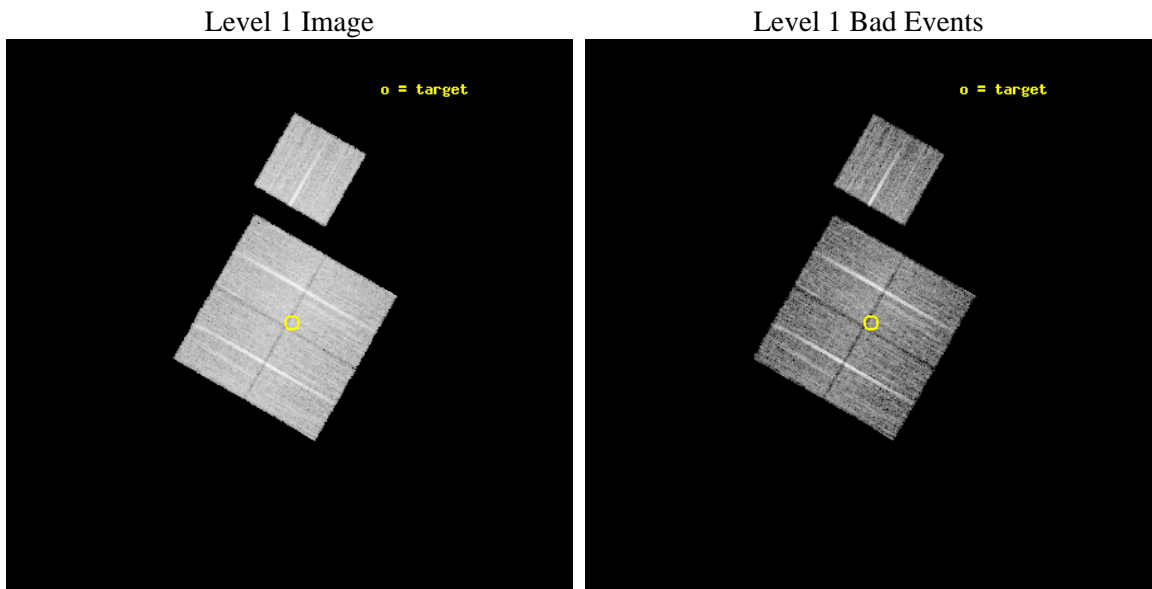 Level 1 Image
Level 1 Bad Events
o = target
o = target